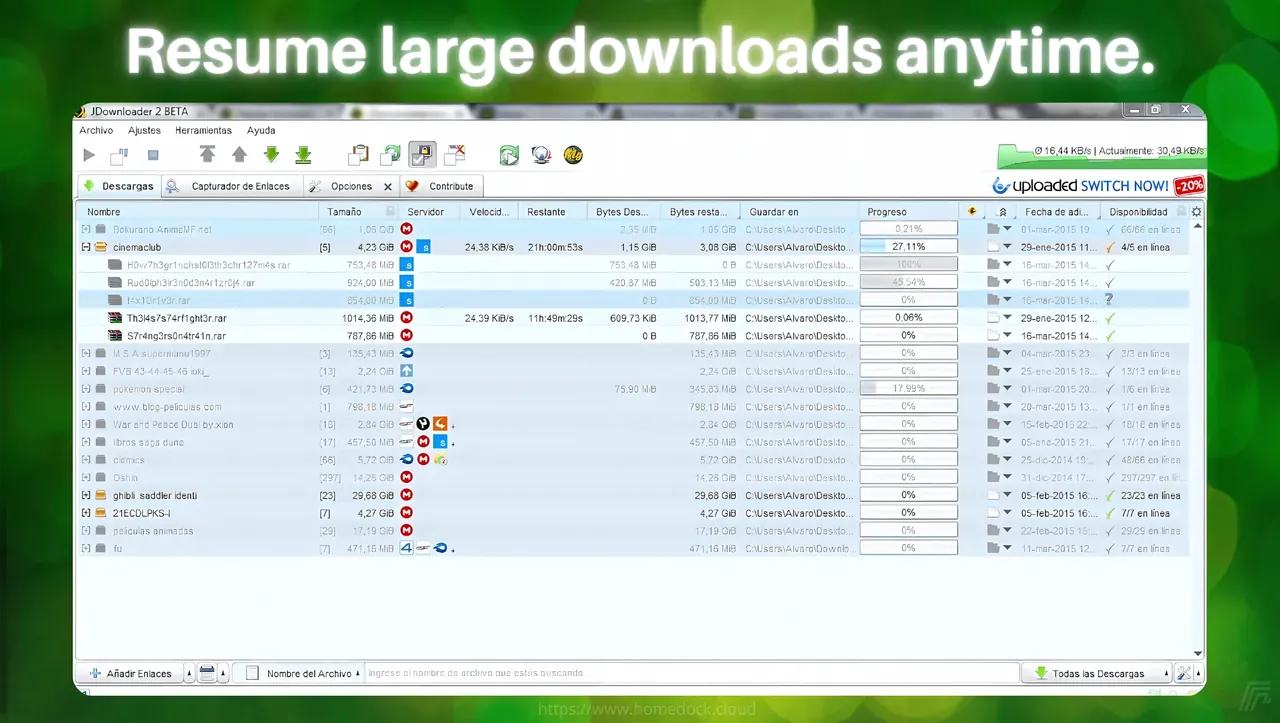 Resume large downloads anytime.
JDownloader 2 BETA
Archivo Ajustes Herramientas Ayuda
Ø 16,44 KB/s | Actualmente: 30,49 KB/s
Descargas Capturador de Enlaces Opciones Contribute
uploaded SWITCH NOW! -20%
Nombre Tamaño Servidor Velocid... Restante Bytes Des... Bytes resta... Guardar en Progreso Fecha de adi... Disponibilidad
Bokurano AnimeMF.net [66] 1,06 GiB 2,35 MiB 1,05 GiB C:\Users\Alvaro\Deskto... 0,21% 01-mar-2015 19 66/66 en línea
cinemaclub [5] 4,23 GiB 24,38 KiB/s 21h:00m:53s 1,15 GiB 3,08 GiB C:\Users\Alvaro\Deskto... 27,11% 29-ene-2015 11... 4/5 en línea
753,48 MiB 753,48 MiB 0 B C:\Users\Alvaro\Deskto... 100% 16-mar-2015 14...
924,00 MiB 420,87 MiB 503,13 MiB C:\Users\Alvaro\Deskto... 45,54% 16-mar-2015 14...
854,00 MiB 0 B 854,00 MiB C:\Users\Alvaro\Deskto... 0% 16-mar-2015 14...
Th3l4s7s74rf1ght3r.rar 1014,36 MiB 24,39 KiB/s 11h:49m:29s 609,73 KiB 1013,77 MiB C:\Users\Alvaro\Deskto... 0,06% 29-ene-2015 12...
S7r4ng3rs0n4tr41n.rar 787,86 MiB 0 B 787,86 MiB C:\Users\Alvaro\Deskto... 0% 16-mar-2015 14...
M.S.A supermanu1997 [3] 135,43 MiB 135,43 MiB C:\Users\Alvaro\Deskto... 0% 04-mar-2015 23... 3/3 en línea
FVB 43-44-45-46 [13] 2,24 GiB 2,24 GiB C:\Users\Alvaro\Deskto... 0% 25-ene-2015 18... 13/13 en línea
pokemon special [6] 421,73 MiB 75,90 MiB 345,83 MiB C:\Users\Alvaro\Deskto... 17,99% 01-mar-2015 20... 1/6 en línea
www.blog-peliculas.com [1] 798,18 MiB 798,18 MiB C:\Users\Alvaro\Deskto... 0% 20-mar-2015 13... 1/1 en línea
War and Peace Dual by.xion [18] 2,84 GiB 2,84 GiB C:\Users\Alvaro\Deskto... 0% 15-feb-2015 22... 18/18 en línea
libros saga dune [17] 457,50 MiB 457,50 MiB C:\Users\Alvaro\Deskto... 0% 05-ene-2015 21... 17/17 en línea
[66] 5,72 GiB 5,72 GiB C:\Users\Alvaro\Deskto... 0% 25-dic-2014 19... 48/66 en línea
Oshin [297] 14,26 GiB 14,26 GiB C:\Users\Alvaro\Deskto... 0% 31-dic-2014 17... 297/297 en lín...
ghibli saddler identi [23] 29,68 GiB 29,68 GiB C:\Users\Alvaro\Deskto... 0% 05-feb-2015 16:... 23/23 en línea
21ECDLPKS-I [7] 4,27 GiB 4,27 GiB C:\Users\Alvaro\Deskto... 0% 05-feb-2015 16:... 7/7 en línea
peliculas animadas [29] 17,19 GiB 17,19 GiB C:\Users\Alvaro\Deskto... 0% 22-feb-2015 15:... 29/29 en línea
fu [7] 471,16 MiB 471,16 MiB C:\Users\Alvaro\Downlo... 0% 11-mar-2015 12... 7/7 en línea
Añadir Enlaces Nombre del Archivo Ingrese el nombre de archivo que estás buscando Todas las Descargas
https://www.homedock.cloud